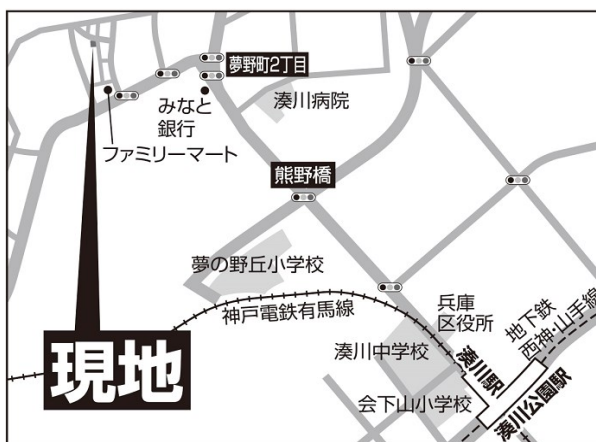 夢野町2丁目
みなと
銀行
湊川病院
ファミリーマート
熊野橋
夢の野丘小学校
神戸電鉄有馬線
兵庫
区役所
地下鉄
西神・山手線
湊川中学校
湊川駅
現地
会下山小学校
湊川公園駅